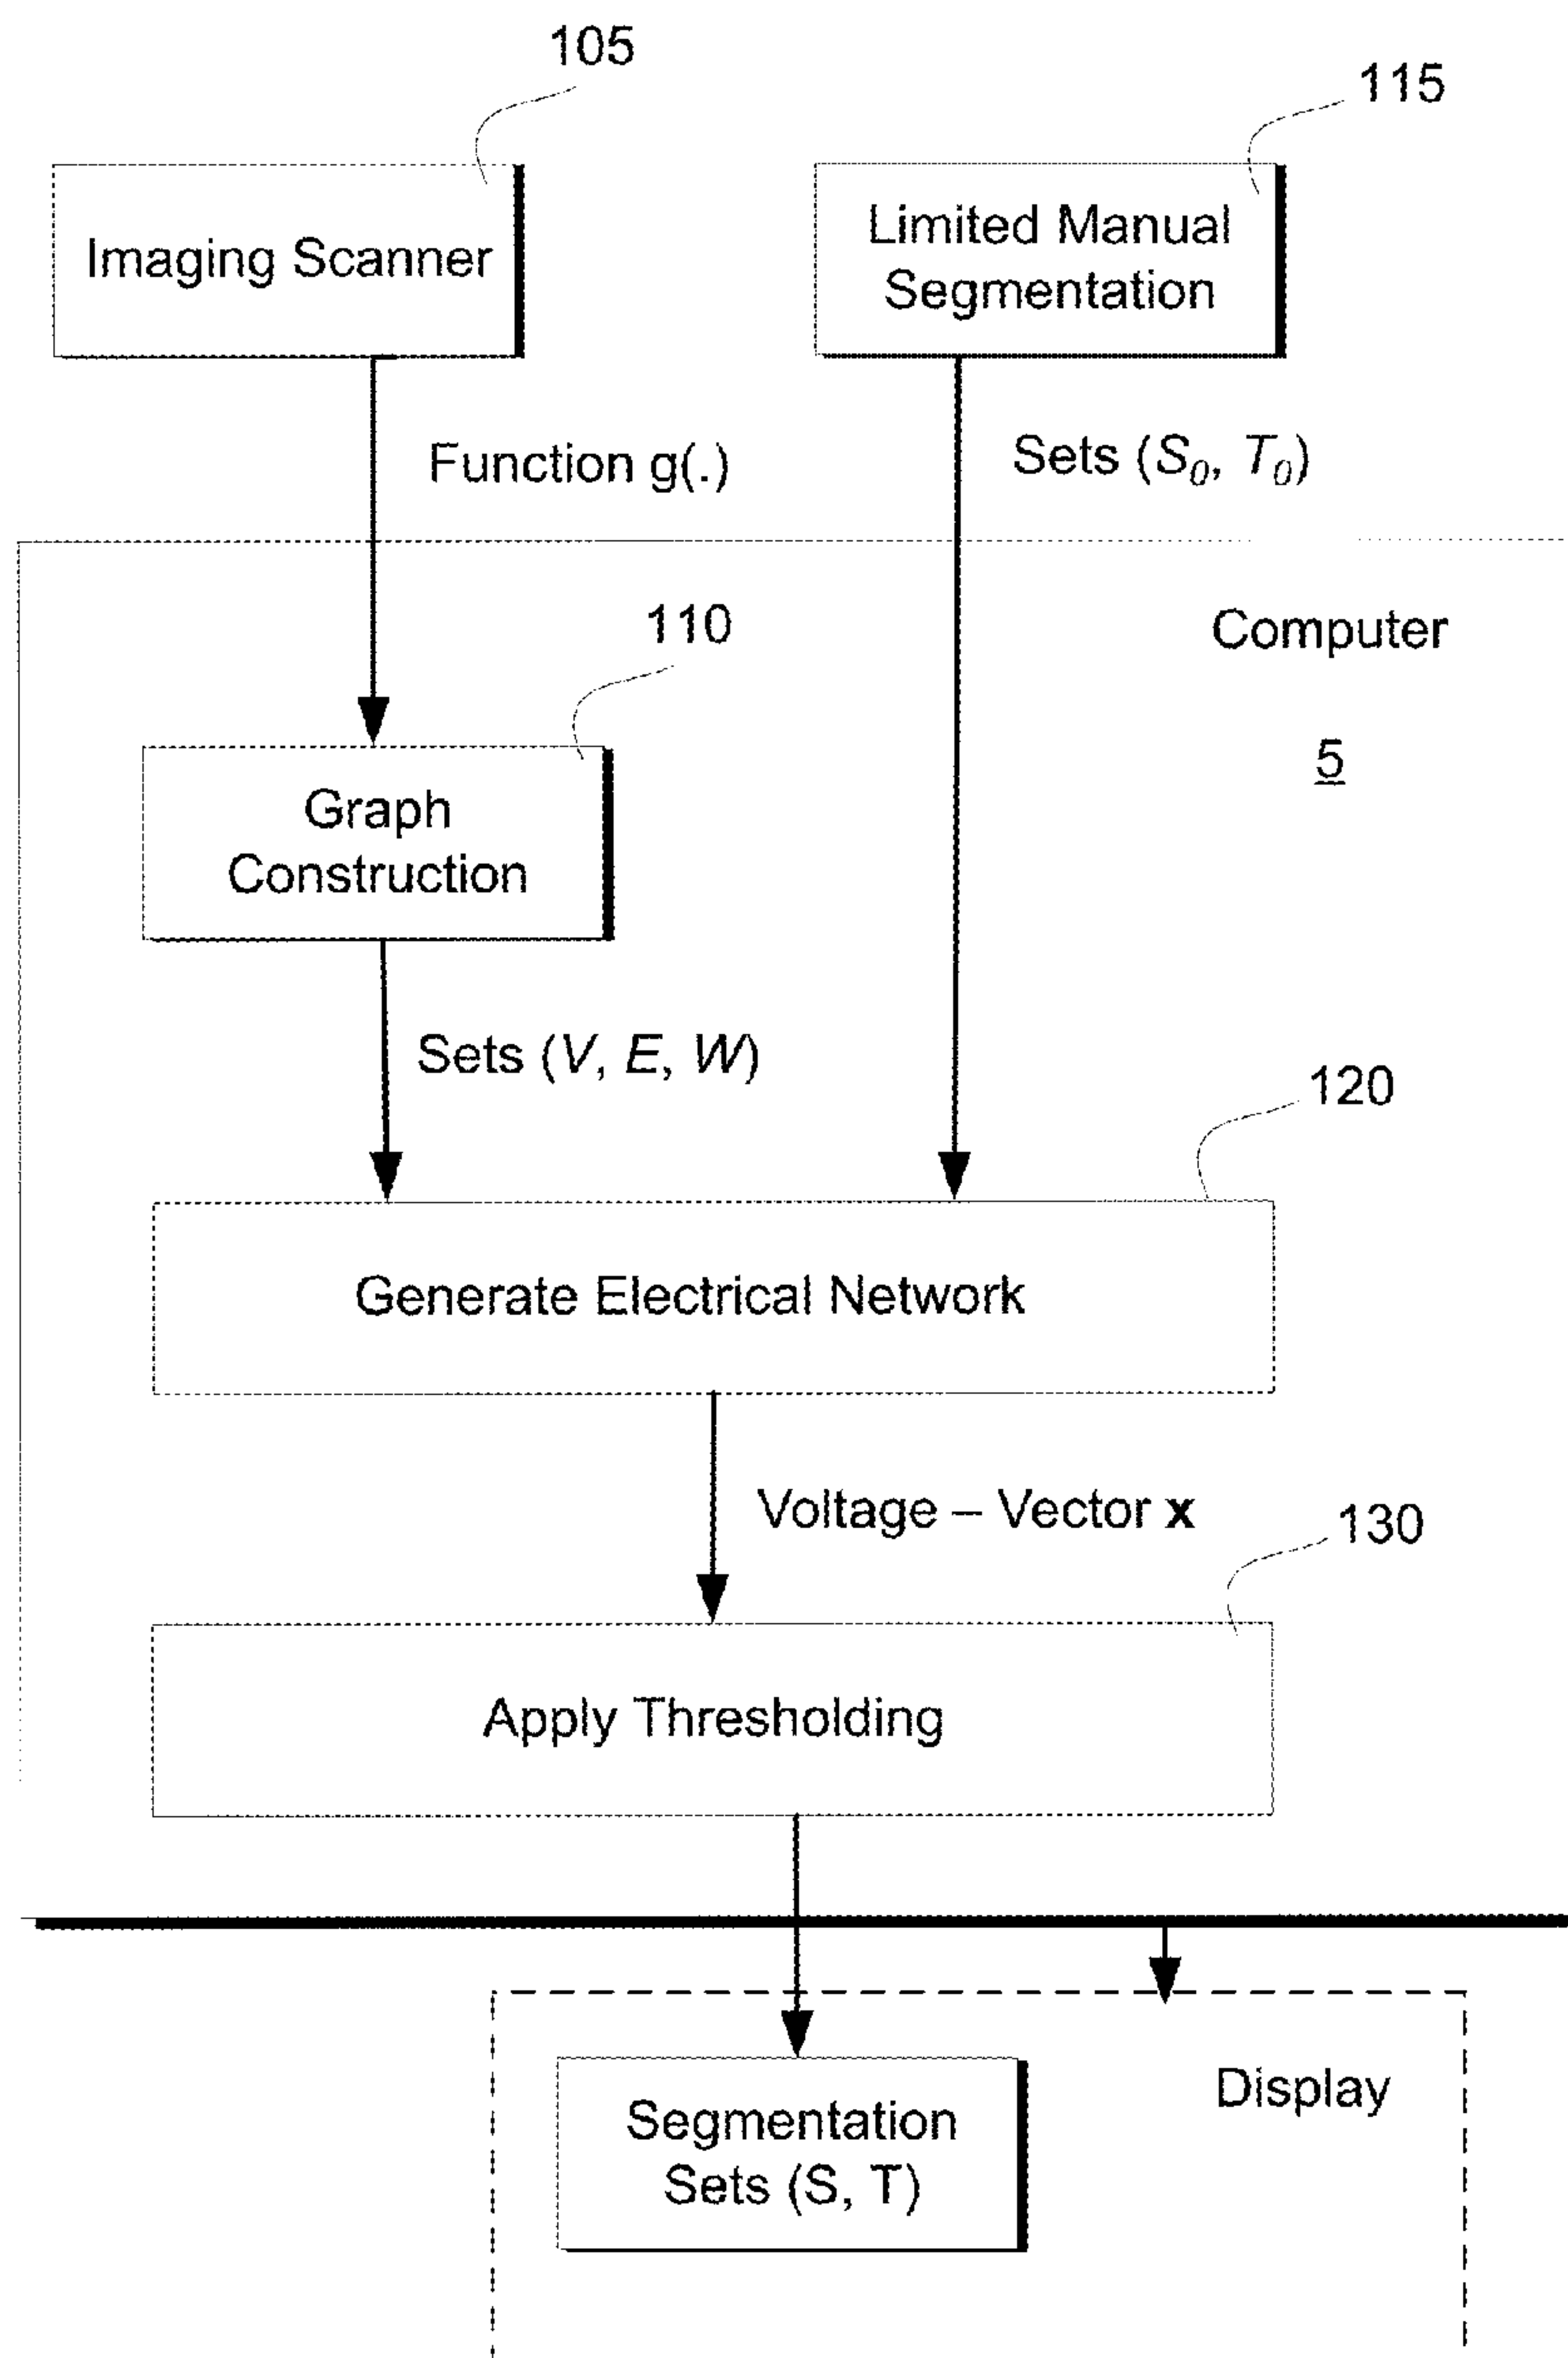 105
115
Imaging Scanner
Limited Manual
Segmentation
Function g(.)
Sets (S₀, T₀)
Computer
5
110
Graph
Construction
Sets (V, E, W)
120
Generate Electrical Network
Voltage – Vector x
130
Apply Thresholding
Display
Segmentation
Sets (S, T)